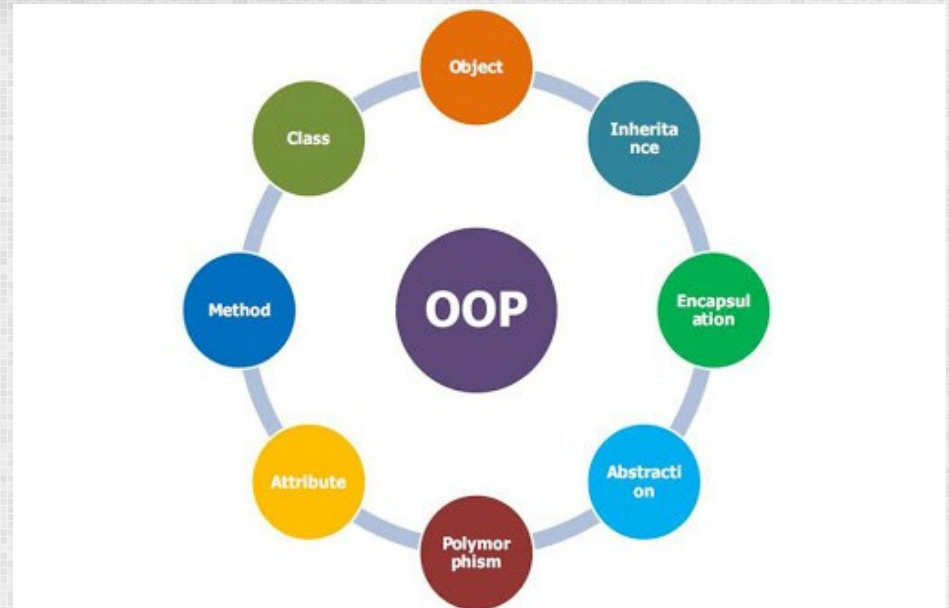 Object
Inherita
nce
Encapsul
ation
Abstracti
on
Polymor
phism
Attribute
Method
Class
OOP